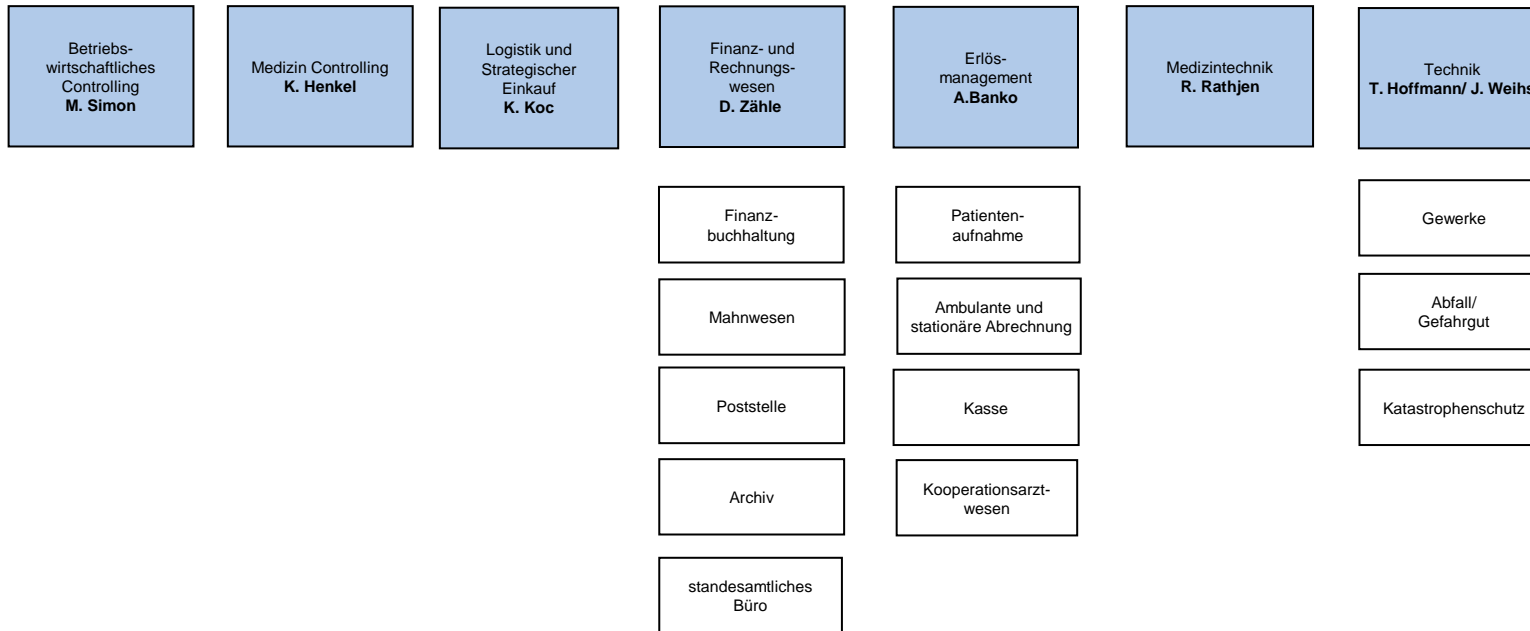 Betriebs-
wirtschaftliches
Controlling
M. Simon
Medizin Controlling
K. Henkel
Logistik und
Strategischer
Einkauf
K. Koc
Finanz- und
Rechnungs-
wesen
D. Zähle
Erlös-
management
A.Banko
Medizintechnik
R. Rathjen
Technik
T. Hoffmann/ J. Weihs
Finanz-
buchhaltung
Mahnwesen
Poststelle
Archiv
standesamtliches
Büro
Patienten-
aufnahme
Ambulante und
stationäre Abrechnung
Kasse
Kooperationsarzt-
wesen
Gewerke
Abfall/
Gefahrgut
Katastrophenschutz